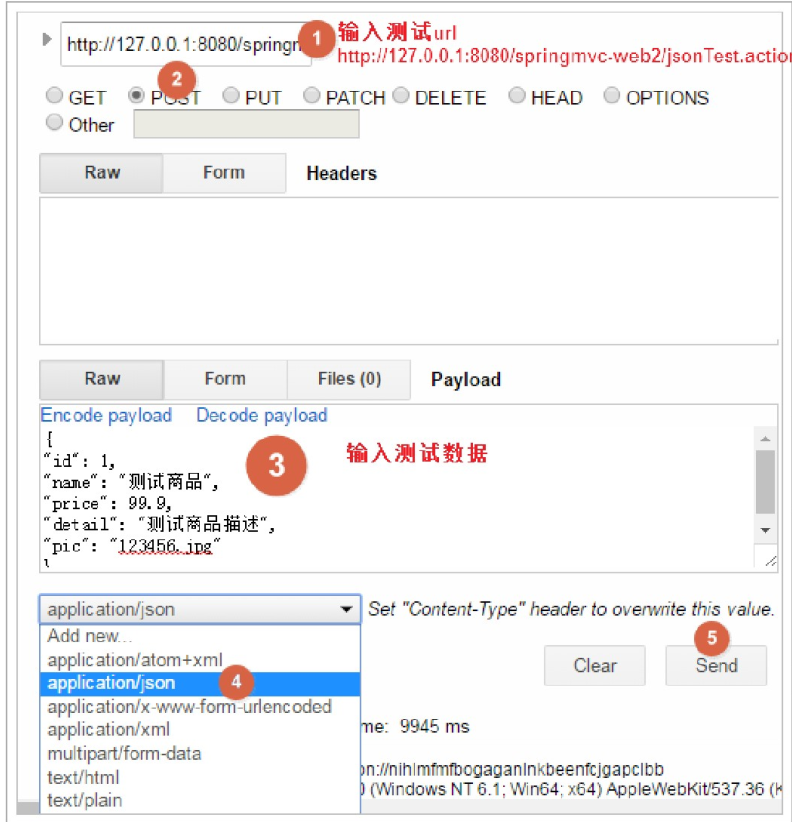 http://127.0.0.1:8080/springm
1
输入测试url
http://127.0.0.1:8080/springmvc-web2/jsonTest.action
2
GET POST PUT PATCH DELETE HEAD OPTIONS
Other
Raw Form Headers
Raw Form Files (0) Payload
Encode payload Decode payload
{
"id": 1,
"name": "测试商品",
"price": 99.9,
"detail": "测试商品描述",
"pic": "123456.jpg"
3
输入测试数据
application/json
Set "Content-Type" header to overwrite this value.
Add new...
application/atom+xml
application/json
4
application/x-www-form-urlencoded
application/xml
multipart/form-data
text/html
text/plain
5
Clear Send
me: 9945 ms
on://nihlmfmfbogaganlnkbeenfcjgapclbb
(Windows NT 6.1; Win64; x64) AppleWebKit/537.36 (K